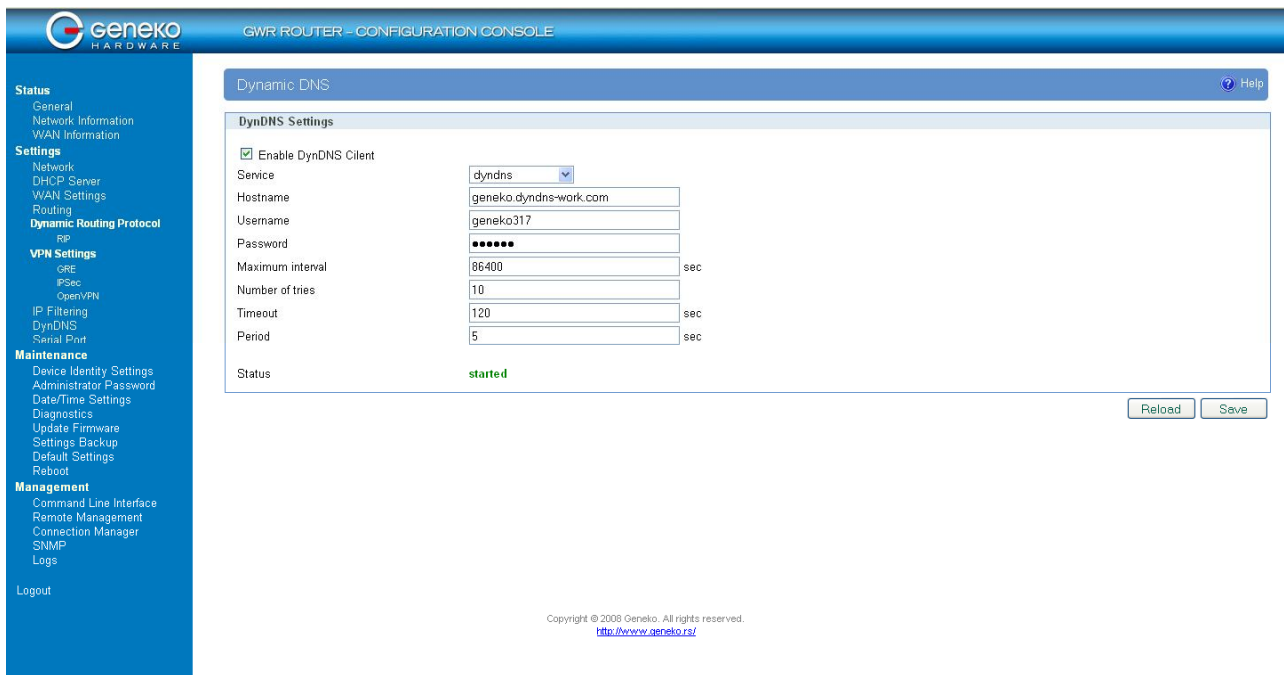 GENEKO
HARDWARE
GWR ROUTER – CONFIGURATION CONSOLE
Status
General
Network Information
WAN Information
Settings
Network
DHCP Server
WAN Settings
Routing
Dynamic Routing Protocol
RIP
VPN Settings
GRE
IPSec
OpenVPN
IP Filtering
DynDNS
Serial Port
Maintenance
Device Identity Settings
Administrator Password
Date/Time Settings
Diagnostics
Update Firmware
Settings Backup
Default Settings
Reboot
Management
Command Line Interface
Remote Management
Connection Manager
SNMP
Logs
Logout
Dynamic DNS
? Help
DynDNS Settings
Enable DynDNS Cilent
Service dyndns
Hostname geneko.dyndns-work.com
Username geneko317
Password ●●●●●●
Maximum interval 86400 sec
Number of tries 10
Timeout 120 sec
Period 5 sec
Status started
Reload Save
Copyright © 2008 Geneko. All rights reserved.
http://www.geneko.rs/